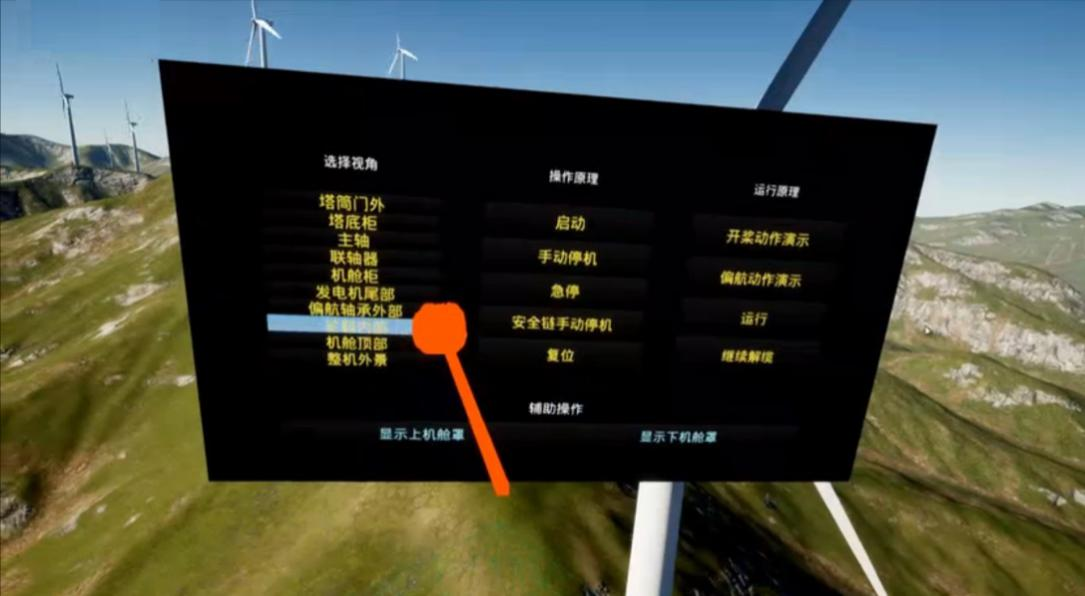 选择视角
塔筒门外
塔底柜
主轴
联轴器
机舱柜
发电机尾部
偏航轴承外部
机舱顶部
整机外景
操作原理
启动
手动停机
急停
安全链手动停机
复位
运行原理
开桨动作演示
偏航动作演示
运行
继续解缆
辅助操作
显示上机舱罩
显示下机舱罩